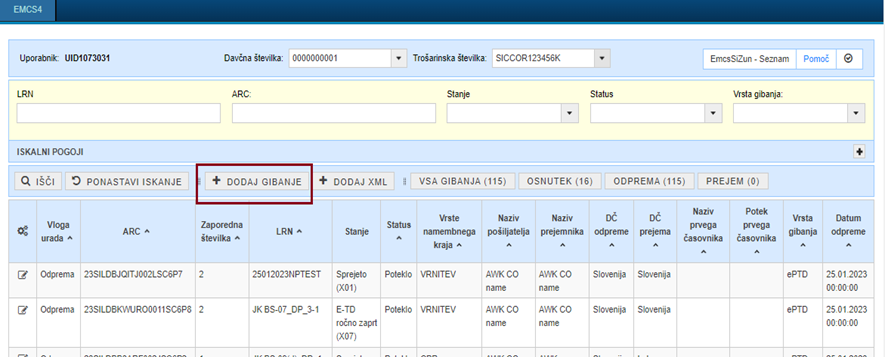 EMCS4
Uporabnik: UID1073031 Davčna številka: 0000000001 Trošarinska številka: SICCOR123456K EmcsSiZun - Seznam Pomoč
LRN ARC: Stanje Status Vrsta gibanja:
ISKALNI POGOJI
IŠČI PONASTAVI ISKANJE DODAJ GIBANJE DODAJ XML VSA GIBANJA (115) OSNUTEK (16) ODPREMA (115) PREJEM (0)
Vloga urada ARC Zaporedna številka LRN Stanje Status Vrste namembnega kraja Naziv pošiljatelja Naziv prejemnika DČ odpreme DČ prejema Naziv prvega časovnika Potek prvega časovnika Vrsta gibanja Datum odpreme
Odprema 23SILDBJQITJ002LSC6P7 2 25012023NPTEST Sprejeto (X01) Poteklo VRNITEV AWK CO name AWK CO name Slovenija Slovenija ePTD 25.01.2023 00:00:00
Odprema 23SILDBKWURO0011SC6P8 2 JK BS-07_DP_3-1 E-TD ročno zaprt (X07) Poteklo VRNITEV AWK CO name AWK CO name Slovenija Slovenija ePTD 25.01.2023 00:00:00